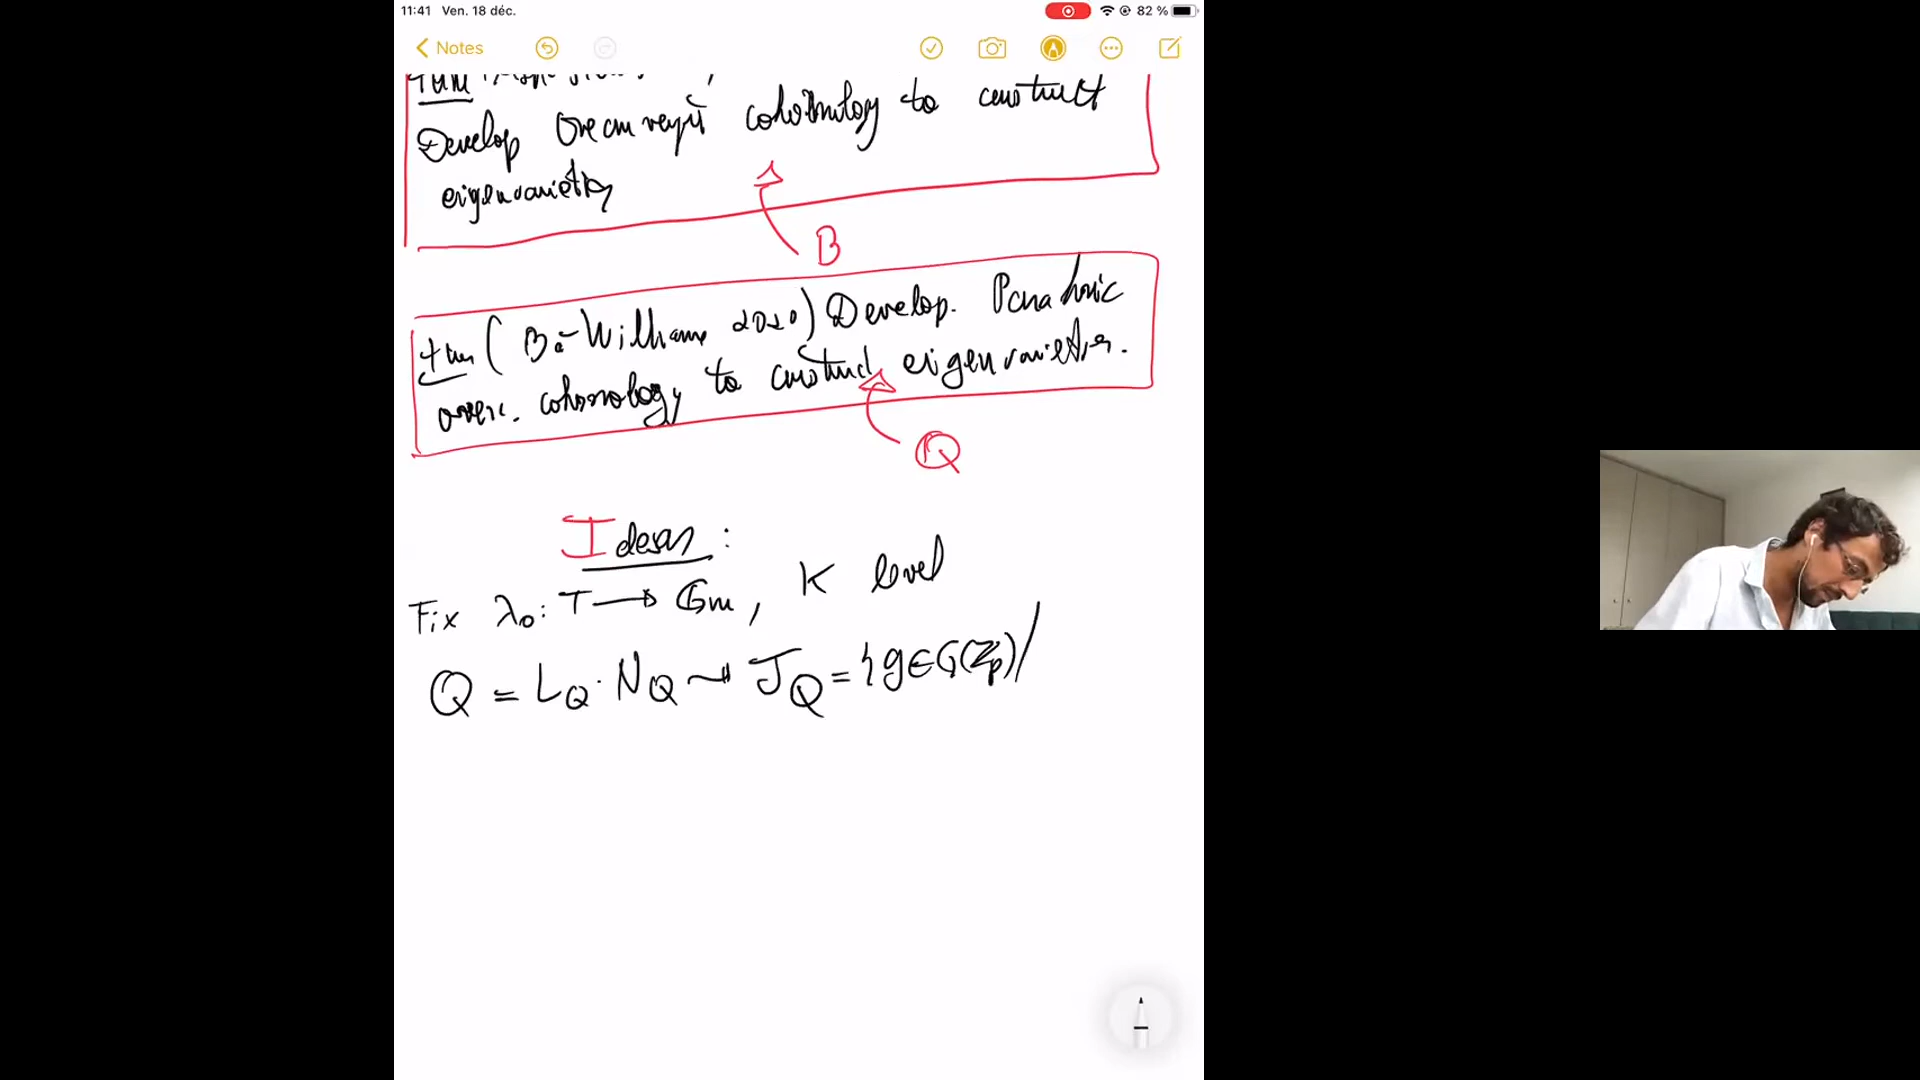 11:41 Ven. 18 déc.
82 %
Notes
Develop Overconvergent cohomology to construct
eigenvarieties
B
thm (Ba-Williams 2020) Develop. Parahoric
overc. cohomology to construct eigenvarieties.
Q
Ideas:
Fix λ₀: T → Gm, K level
Q = L_Q · N_Q ⇝ J_Q = {g ∈ G(Zp) /